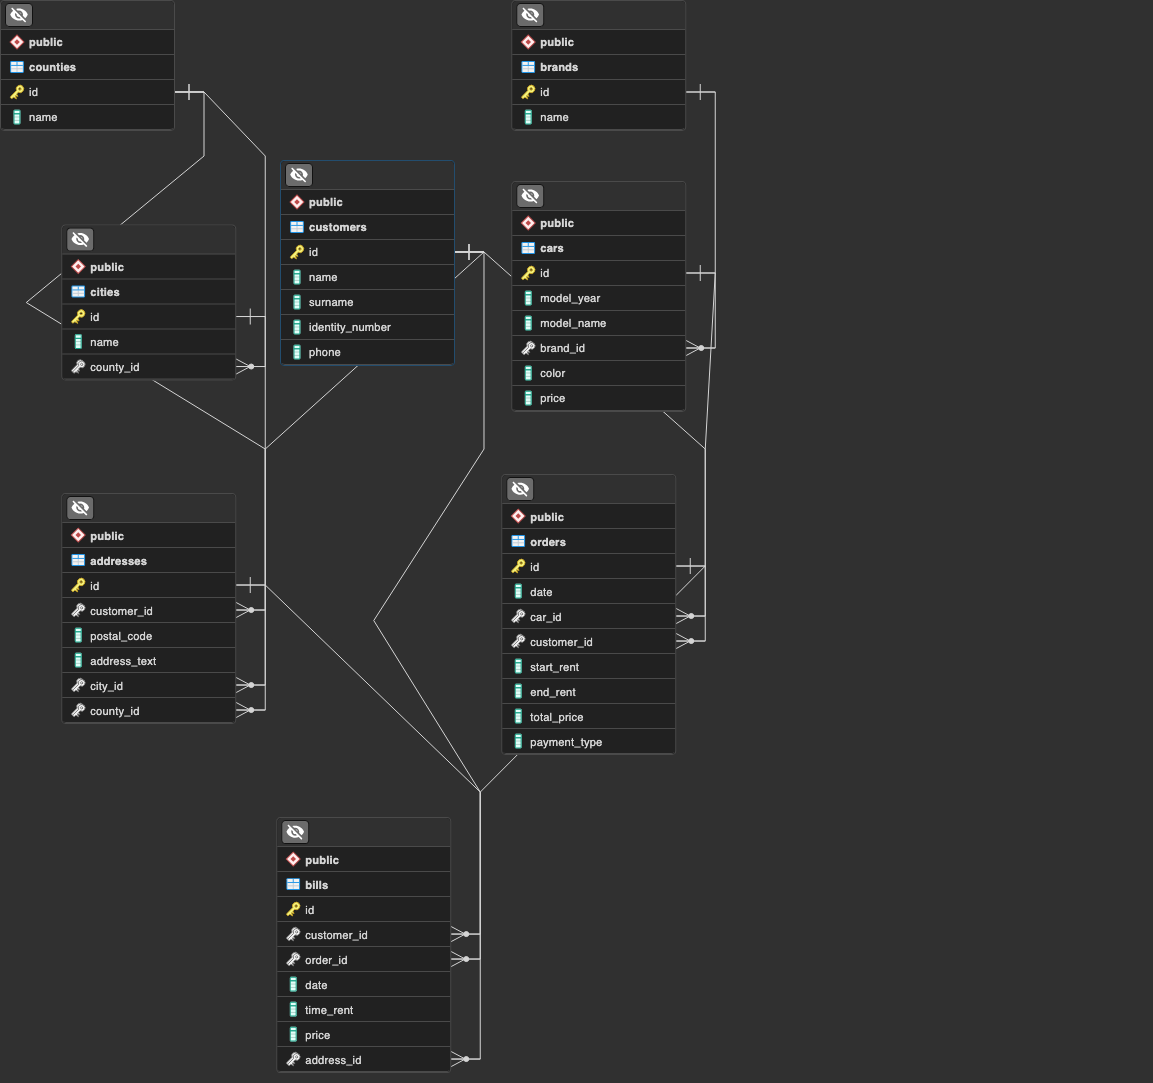 public
counties
id
name
public
brands
id
name
public
customers
id
name
surname
identity_number
phone
public
cars
id
model_year
model_name
brand_id
color
price
public
cities
id
name
county_id
public
addresses
id
customer_id
postal_code
address_text
city_id
county_id
public
orders
id
date
car_id
customer_id
start_rent
end_rent
total_price
payment_type
public
bills
id
customer_id
order_id
date
time_rent
price
address_id